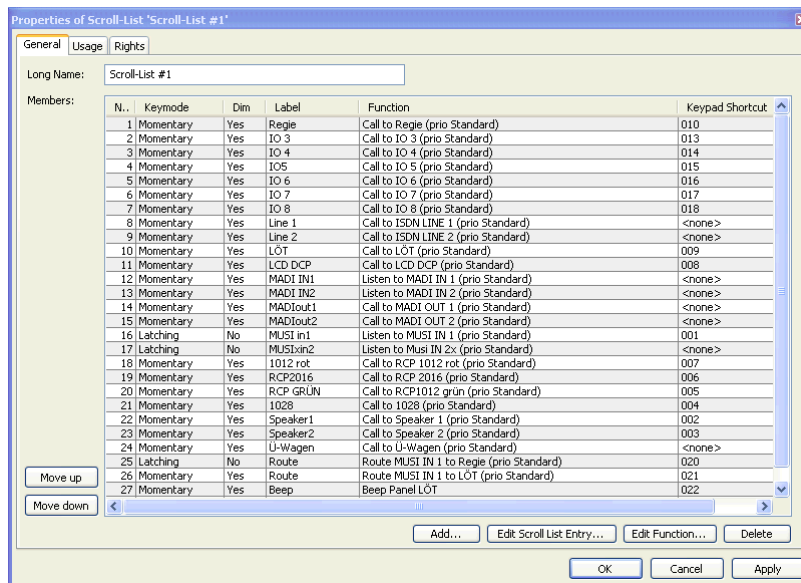 Properties of Scroll-List 'Scroll-List #1'
General Usage Rights
Long Name: Scroll-List #1
Members:
N.. Keymode Dim Label Function Keypad Shortcut
1 Momentary Yes Regie Call to Regie (prio Standard) 010
2 Momentary Yes IO 3 Call to IO 3 (prio Standard) 013
3 Momentary Yes IO 4 Call to IO 4 (prio Standard) 014
4 Momentary Yes IO5 Call to IO 5 (prio Standard) 015
5 Momentary Yes IO 6 Call to IO 6 (prio Standard) 016
6 Momentary Yes IO 7 Call to IO 7 (prio Standard) 017
7 Momentary Yes IO 8 Call to IO 8 (prio Standard) 018
8 Momentary Yes Line 1 Call to ISDN LINE 1 (prio Standard) <none>
9 Momentary Yes Line 2 Call to ISDN LINE 2 (prio Standard) <none>
10 Momentary Yes LÖT Call to LÖT (prio Standard) 009
11 Momentary Yes LCD DCP Call to LCD DCP (prio Standard) 008
12 Momentary Yes MADI IN1 Listen to MADI IN 1 (prio Standard) <none>
13 Momentary Yes MADI IN2 Listen to MADI IN 2 (prio Standard) <none>
14 Momentary Yes MADIout1 Call to MADI OUT 1 (prio Standard) <none>
15 Momentary Yes MADIout2 Call to MADI OUT 2 (prio Standard) <none>
16 Latching No MUSI in1 Listen to MUSI IN 1 (prio Standard) 001
17 Latching No MUSIxin2 Listen to Musi IN 2x (prio Standard) <none>
18 Momentary Yes 1012 rot Call to RCP 1012 rot (prio Standard) 007
19 Momentary Yes RCP2016 Call to RCP 2016 (prio Standard) 006
20 Momentary Yes RCP GRÜN Call to RCP1012 grün (prio Standard) 005
21 Momentary Yes 1028 Call to 1028 (prio Standard) 004
22 Momentary Yes Speaker1 Call to Speaker 1 (prio Standard) 002
23 Momentary Yes Speaker2 Call to Speaker 2 (prio Standard) 003
24 Momentary Yes Ü-Wagen Call to Ü-Wagen (prio Standard) <none>
25 Latching No Route Route MUSI IN 1 to Regie (prio Standard) 020
26 Momentary Yes Route Route MUSI IN 1 to LÖT (prio Standard) 021
27 Momentary Yes Beep Beep Panel LÖT 022
Move up
Move down
Add... Edit Scroll List Entry... Edit Function... Delete
OK Cancel Apply